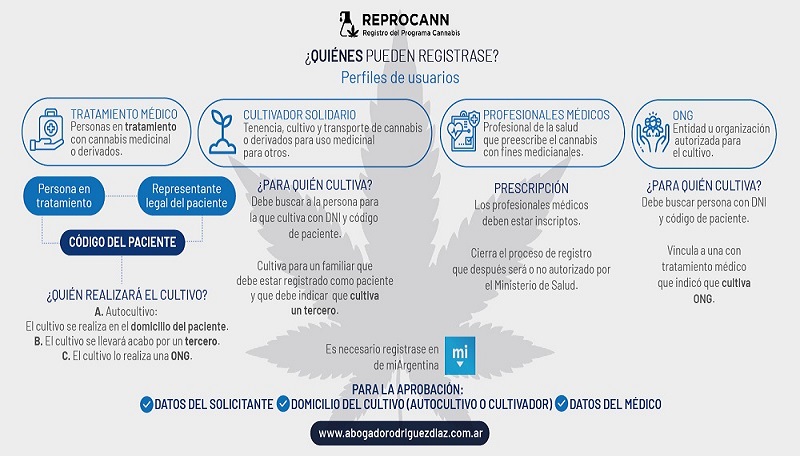 REPROCANN
Registro del Programa Cannabis
¿QUIÉNES PUEDEN REGISTRASE?
Perfiles de usuarios
TRATAMIENTO MÉDICO
Personas en tratamiento
con cannabis medicinal
o derivados.
CULTIVADOR SOLIDARIO
Tenencia, cultivo y transporte de cannabis
o derivados para uso medicinal
para otros.
PROFESIONALES MÉDICOS
Profesional de la salud
que preescribe el cannabis
con fines medicinales.
ONG
Entidad u organización
autorizada para
el cultivo.
Persona en
tratamiento
Representante
legal del paciente
CÓDIGO DEL PACIENTE
¿QUIÉN REALIZARÁ EL CULTIVO?
A. Autocultivo:
El cultivo se realiza en el domicilio del paciente.
B. El cultivo se llevará acabo por un tercero.
C. El cultivo lo realiza una ONG.
¿PARA QUIÉN CULTIVA?
Debe buscar a la persona para
la que cultiva con DNI y código
de paciente.
Cultiva para un familiar que
debe estar registrado como paciente
y que debe indicar que cultiva
un tercero.
PRESCRIPCIÓN
Los profesionales médicos
deben estar inscriptos.
Cierra el proceso de registro
que después será o no autorizado por
el Ministerio de Salud.
¿PARA QUIÉN CULTIVA?
Debe buscar persona con DNI
y código de paciente.
Vincula a una con
tratamiento médico
que indicó que cultiva
ONG.
Es necesario registrase en
de miArgentina
mi
PARA LA APROBACIÓN:
DATOS DEL SOLICITANTE DOMICILIO DEL CULTIVO (AUTOCULTIVO O CULTIVADOR) DATOS DEL MÉDICO
www.abogadorodriguezdiaz.com.ar